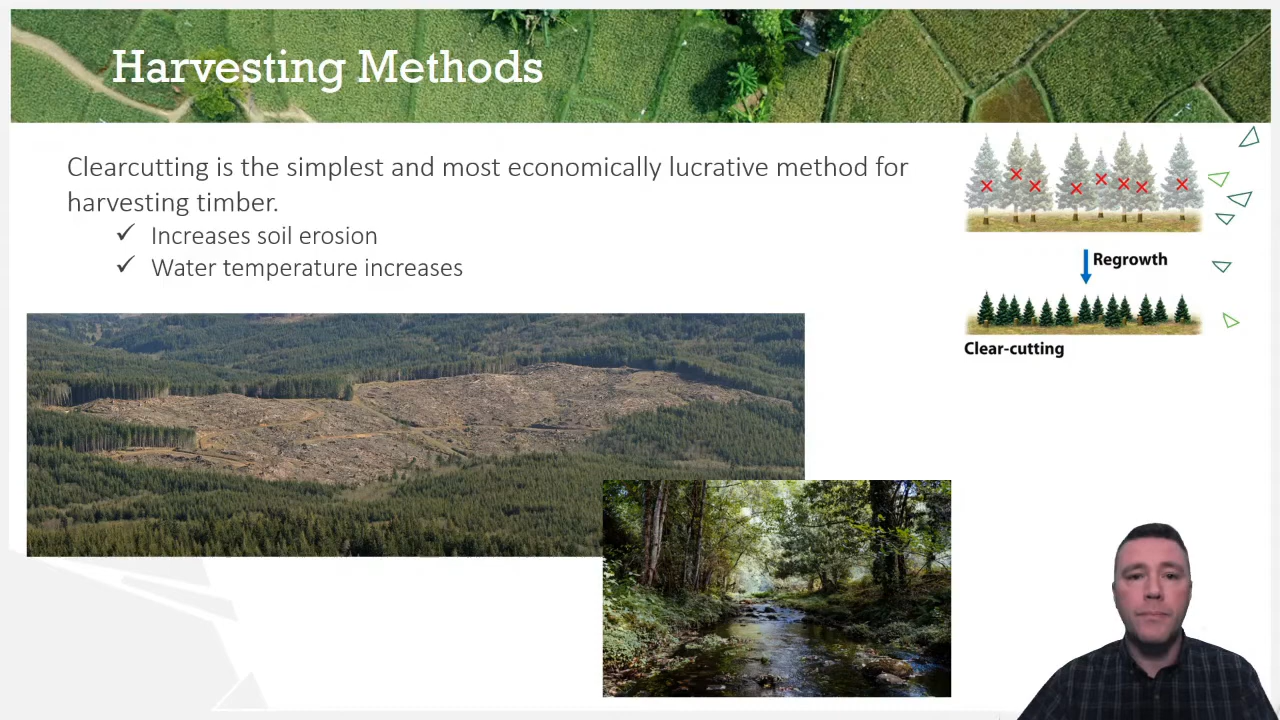 Harvesting Methods
Clearcutting is the simplest and most economically lucrative method for
harvesting timber.
Increases soil erosion
Water temperature increases
Regrowth
Clear-cutting